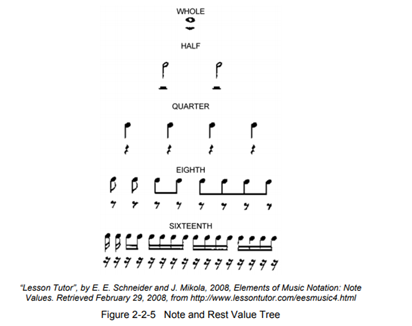 WHOLE
HALF
QUARTER
EIGHTH
SIXTEENTH
"Lesson Tutor", by E. E. Schneider and J. Mikola, 2008, Elements of Music Notation: Note
Values. Retrieved February 29, 2008, from http://www.lessontutor.com/eesmusic4.html
Figure 2-2-5 Note and Rest Value Tree